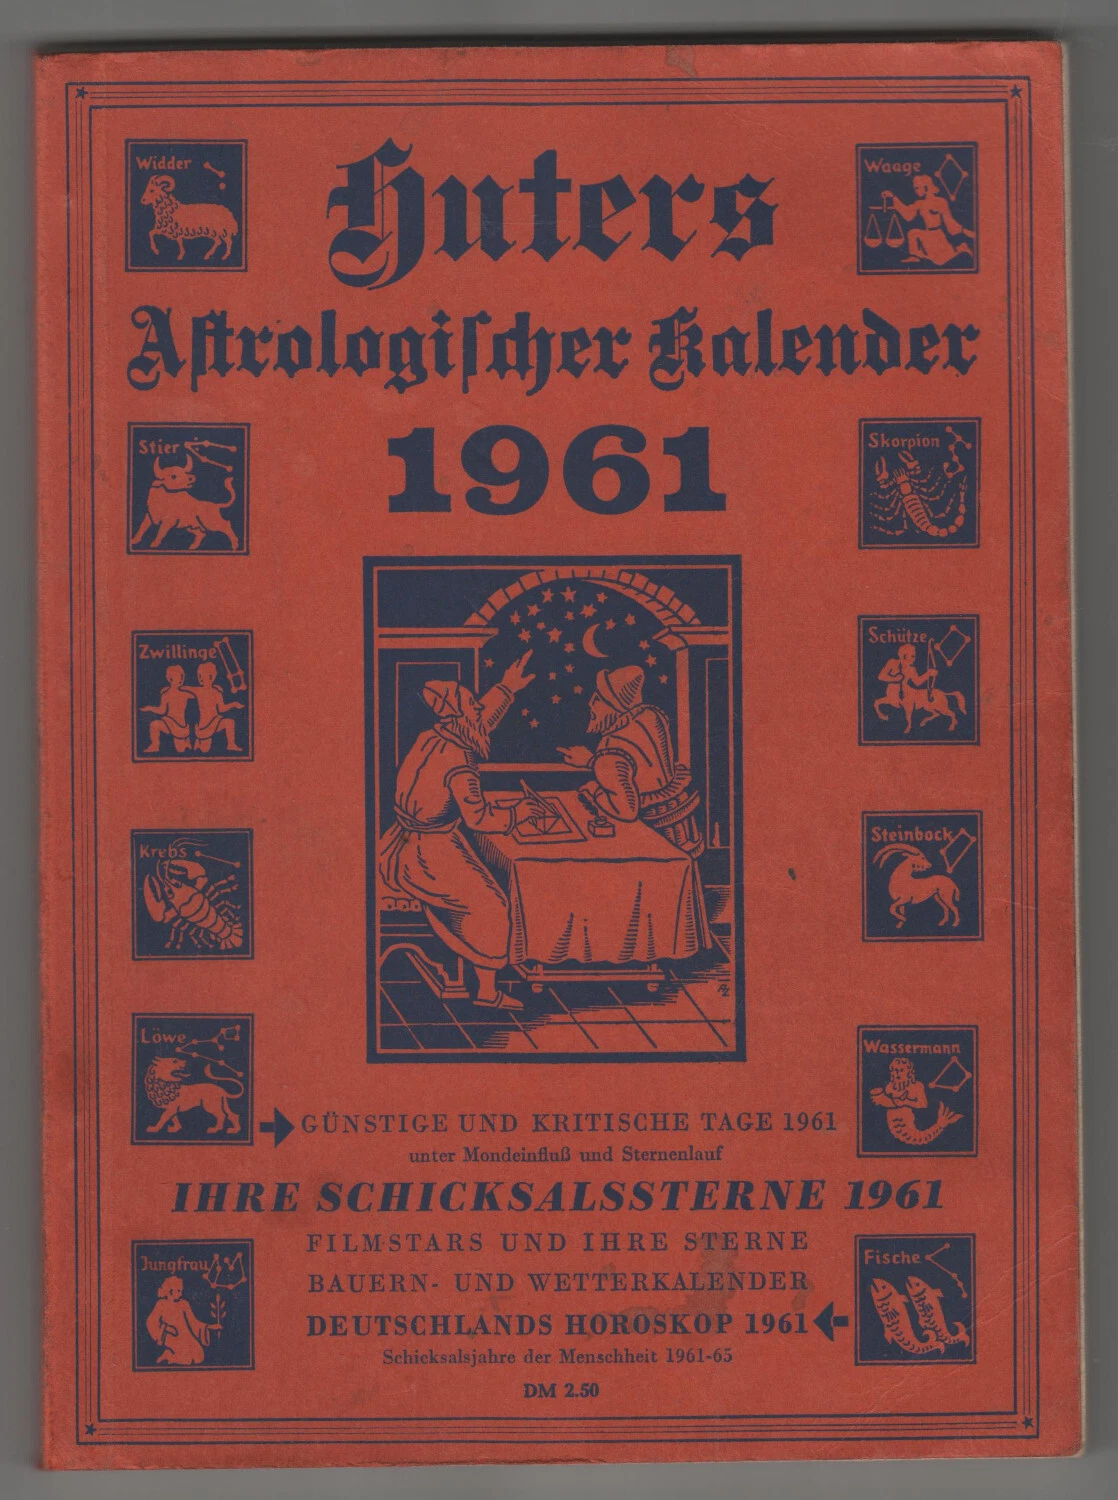 Huters
Astrologischer Kalender
1961
Widder
Stier
Zwillinge
Krebs
Löwe
Jungfrau
Waage
Skorpion
Schütze
Steinbock
Wassermann
Fische
GÜNSTIGE UND KRITISCHE TAGE 1961
unter Mondeinfluß und Sternenlauf
IHRE SCHICKSALSSTERNE 1961
FILMSTARS UND IHRE STERNE
BAUERN- UND WETTERKALENDER
DEUTSCHLANDS HOROSKOP 1961
Schicksalsjahre der Menschheit 1961-65
DM 2.50